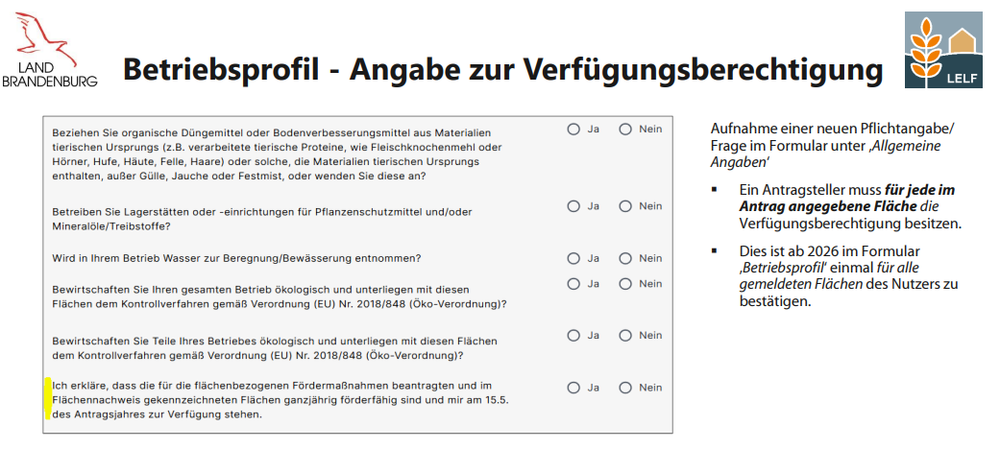 LAND
BRANDENBURG
Betriebsprofil - Angabe zur Verfügungsberechtigung
LELF
Beziehen Sie organische Düngemittel oder Bodenverbesserungsmittel aus Materialien
tierischen Ursprungs (z.B. verarbeitete tierische Proteine, wie Fleischknochenmehl oder
Hörner, Hufe, Häute, Felle, Haare) oder solche, die Materialien tierischen Ursprungs
enthalten, außer Gülle, Jauche oder Festmist, oder wenden Sie diese an?
Ja Nein
Betreiben Sie Lagerstätten oder -einrichtungen für Pflanzenschutzmittel und/oder
Mineralöle/Treibstoffe?
Ja Nein
Wird in Ihrem Betrieb Wasser zur Beregnung/Bewässerung entnommen?
Ja Nein
Bewirtschaften Sie Ihren gesamten Betrieb ökologisch und unterliegen mit diesen
Flächen dem Kontrollverfahren gemäß Verordnung (EU) Nr. 2018/848 (Öko-Verordnung)?
Ja Nein
Bewirtschaften Sie Teile Ihres Betriebes ökologisch und unterliegen mit diesen Flächen
dem Kontrollverfahren gemäß Verordnung (EU) Nr. 2018/848 (Öko-Verordnung)?
Ja Nein
Ich erkläre, dass die für die flächenbezogenen Fördermaßnahmen beantragten und im
Flächennachweis gekennzeichneten Flächen ganzjährig förderfähig sind und mir am 15.5.
des Antragsjahres zur Verfügung stehen.
Ja Nein
Aufnahme einer neuen Pflichtangabe/
Frage im Formular unter ‚Allgemeine
Angaben‘
▪ Ein Antragsteller muss für jede im
Antrag angegebene Fläche die
Verfügungsberechtigung besitzen.
▪ Dies ist ab 2026 im Formular
‚Betriebsprofil‘ einmal für alle
gemeldeten Flächen des Nutzers zu
bestätigen.